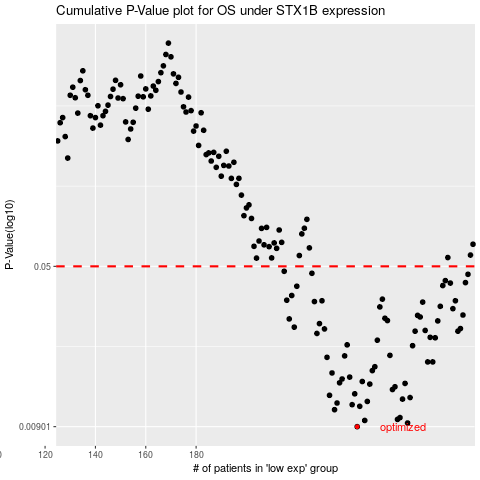 Cumulative P-Value plot for OS under STX1B expression
P-Value(log10)
0.05
0.00901
optimized
0 120 140 160 180
# of patients in 'low exp' group